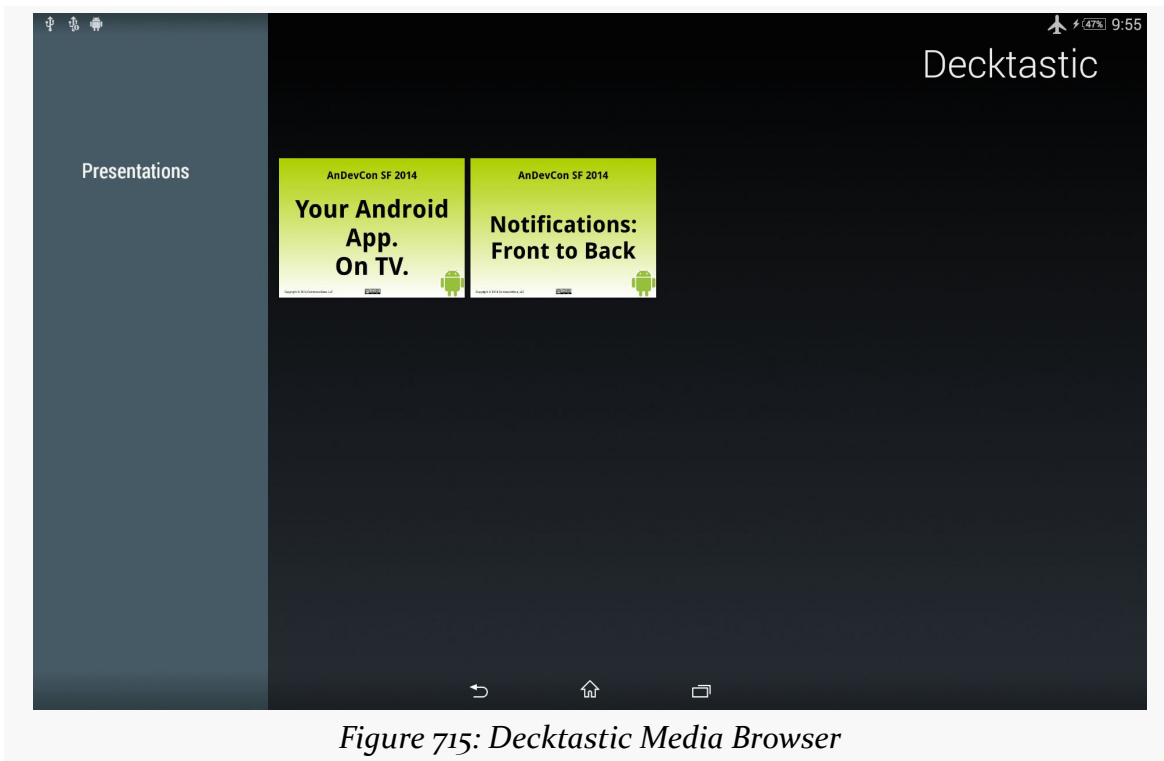 47% 9:55
Decktastic
Presentations
AnDevCon SF 2014
Your Android
App.
On TV.
AnDevCon SF 2014
Notifications:
Front to Back
Figure 715: Decktastic Media Browser